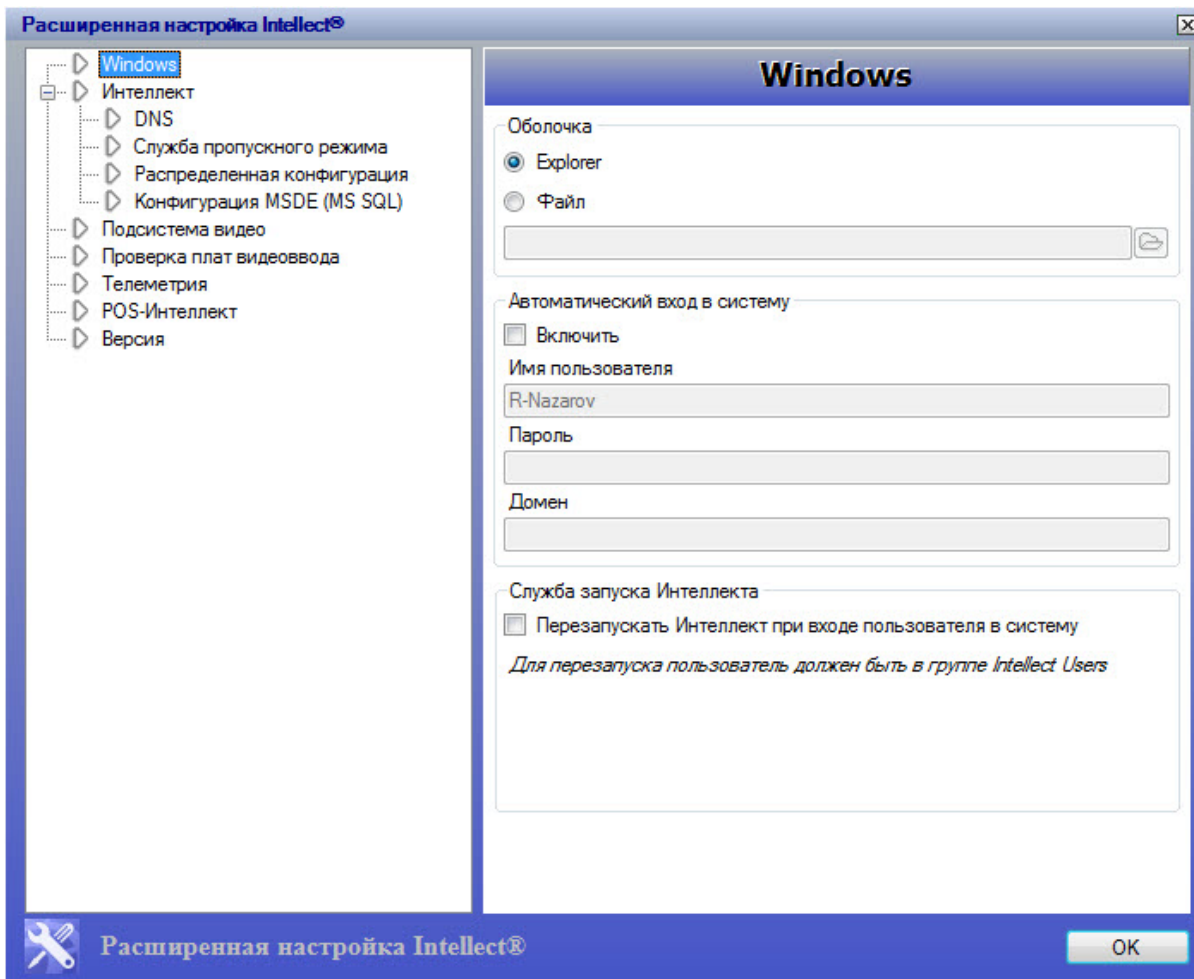 Расширенная настройка Intellect®
Windows
Интеллект
DNS
Служба пропускного режима
Распределенная конфигурация
Конфигурация MSDE (MS SQL)
Подсистема видео
Проверка плат видеоввода
Телеметрия
POS-Интеллект
Версия
Windows
Оболочка
Explorer
Файл
Автоматический вход в систему
Включить
Имя пользователя
R-Nazarov
Пароль
Домен
Служба запуска Интеллекта
Перезапускать Интеллект при входе пользователя в систему
Для перезапуска пользователь должен быть в группе Intellect Users
Расширенная настройка Intellect®
OK